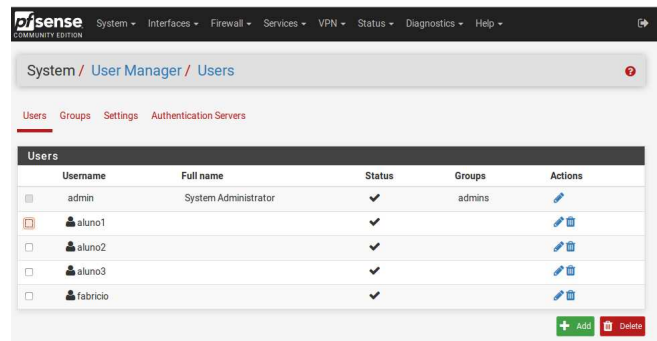 pfsense System Interfaces Firewall Services VPN Status Diagnostics Help
COMMUNITY EDITION
System / User Manager / Users
Users Groups Settings Authentication Servers
Users
Username Full name Status Groups Actions
admin System Administrator admins
aluno1
aluno2
aluno3
fabricio
Add Delete